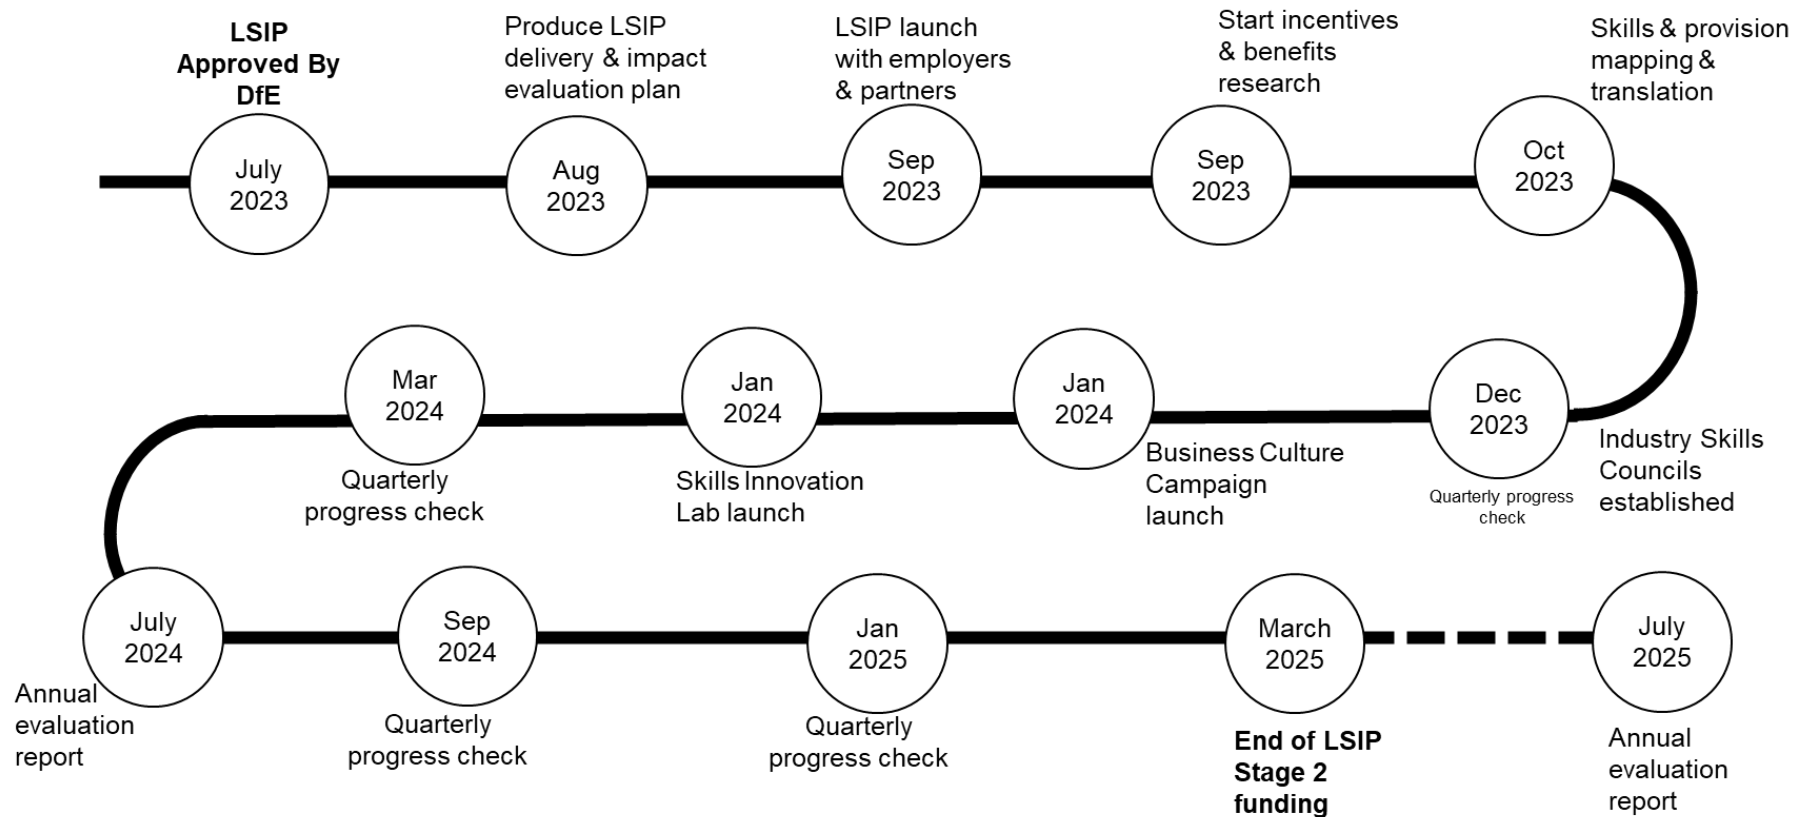 LSIP
Approved By
DfE
July
2023
Produce LSIP
delivery & impact
evaluation plan
Aug
2023
LSIP launch
with employers
& partners
Sep
2023
Start incentives
& benefits
research
Sep
2023
Skills & provision
mapping &
translation
Oct
2023
Dec
2023
Industry Skills
Councils
established
Quarterly progress
check
Jan
2024
Business Culture
Campaign
launch
Jan
2024
Skills Innovation
Lab launch
Mar
2024
Quarterly
progress check
July
2024
Annual
evaluation
report
Sep
2024
Quarterly
progress check
Jan
2025
Quarterly
progress check
March
2025
End of LSIP
Stage 2
funding
July
2025
Annual
evaluation
report